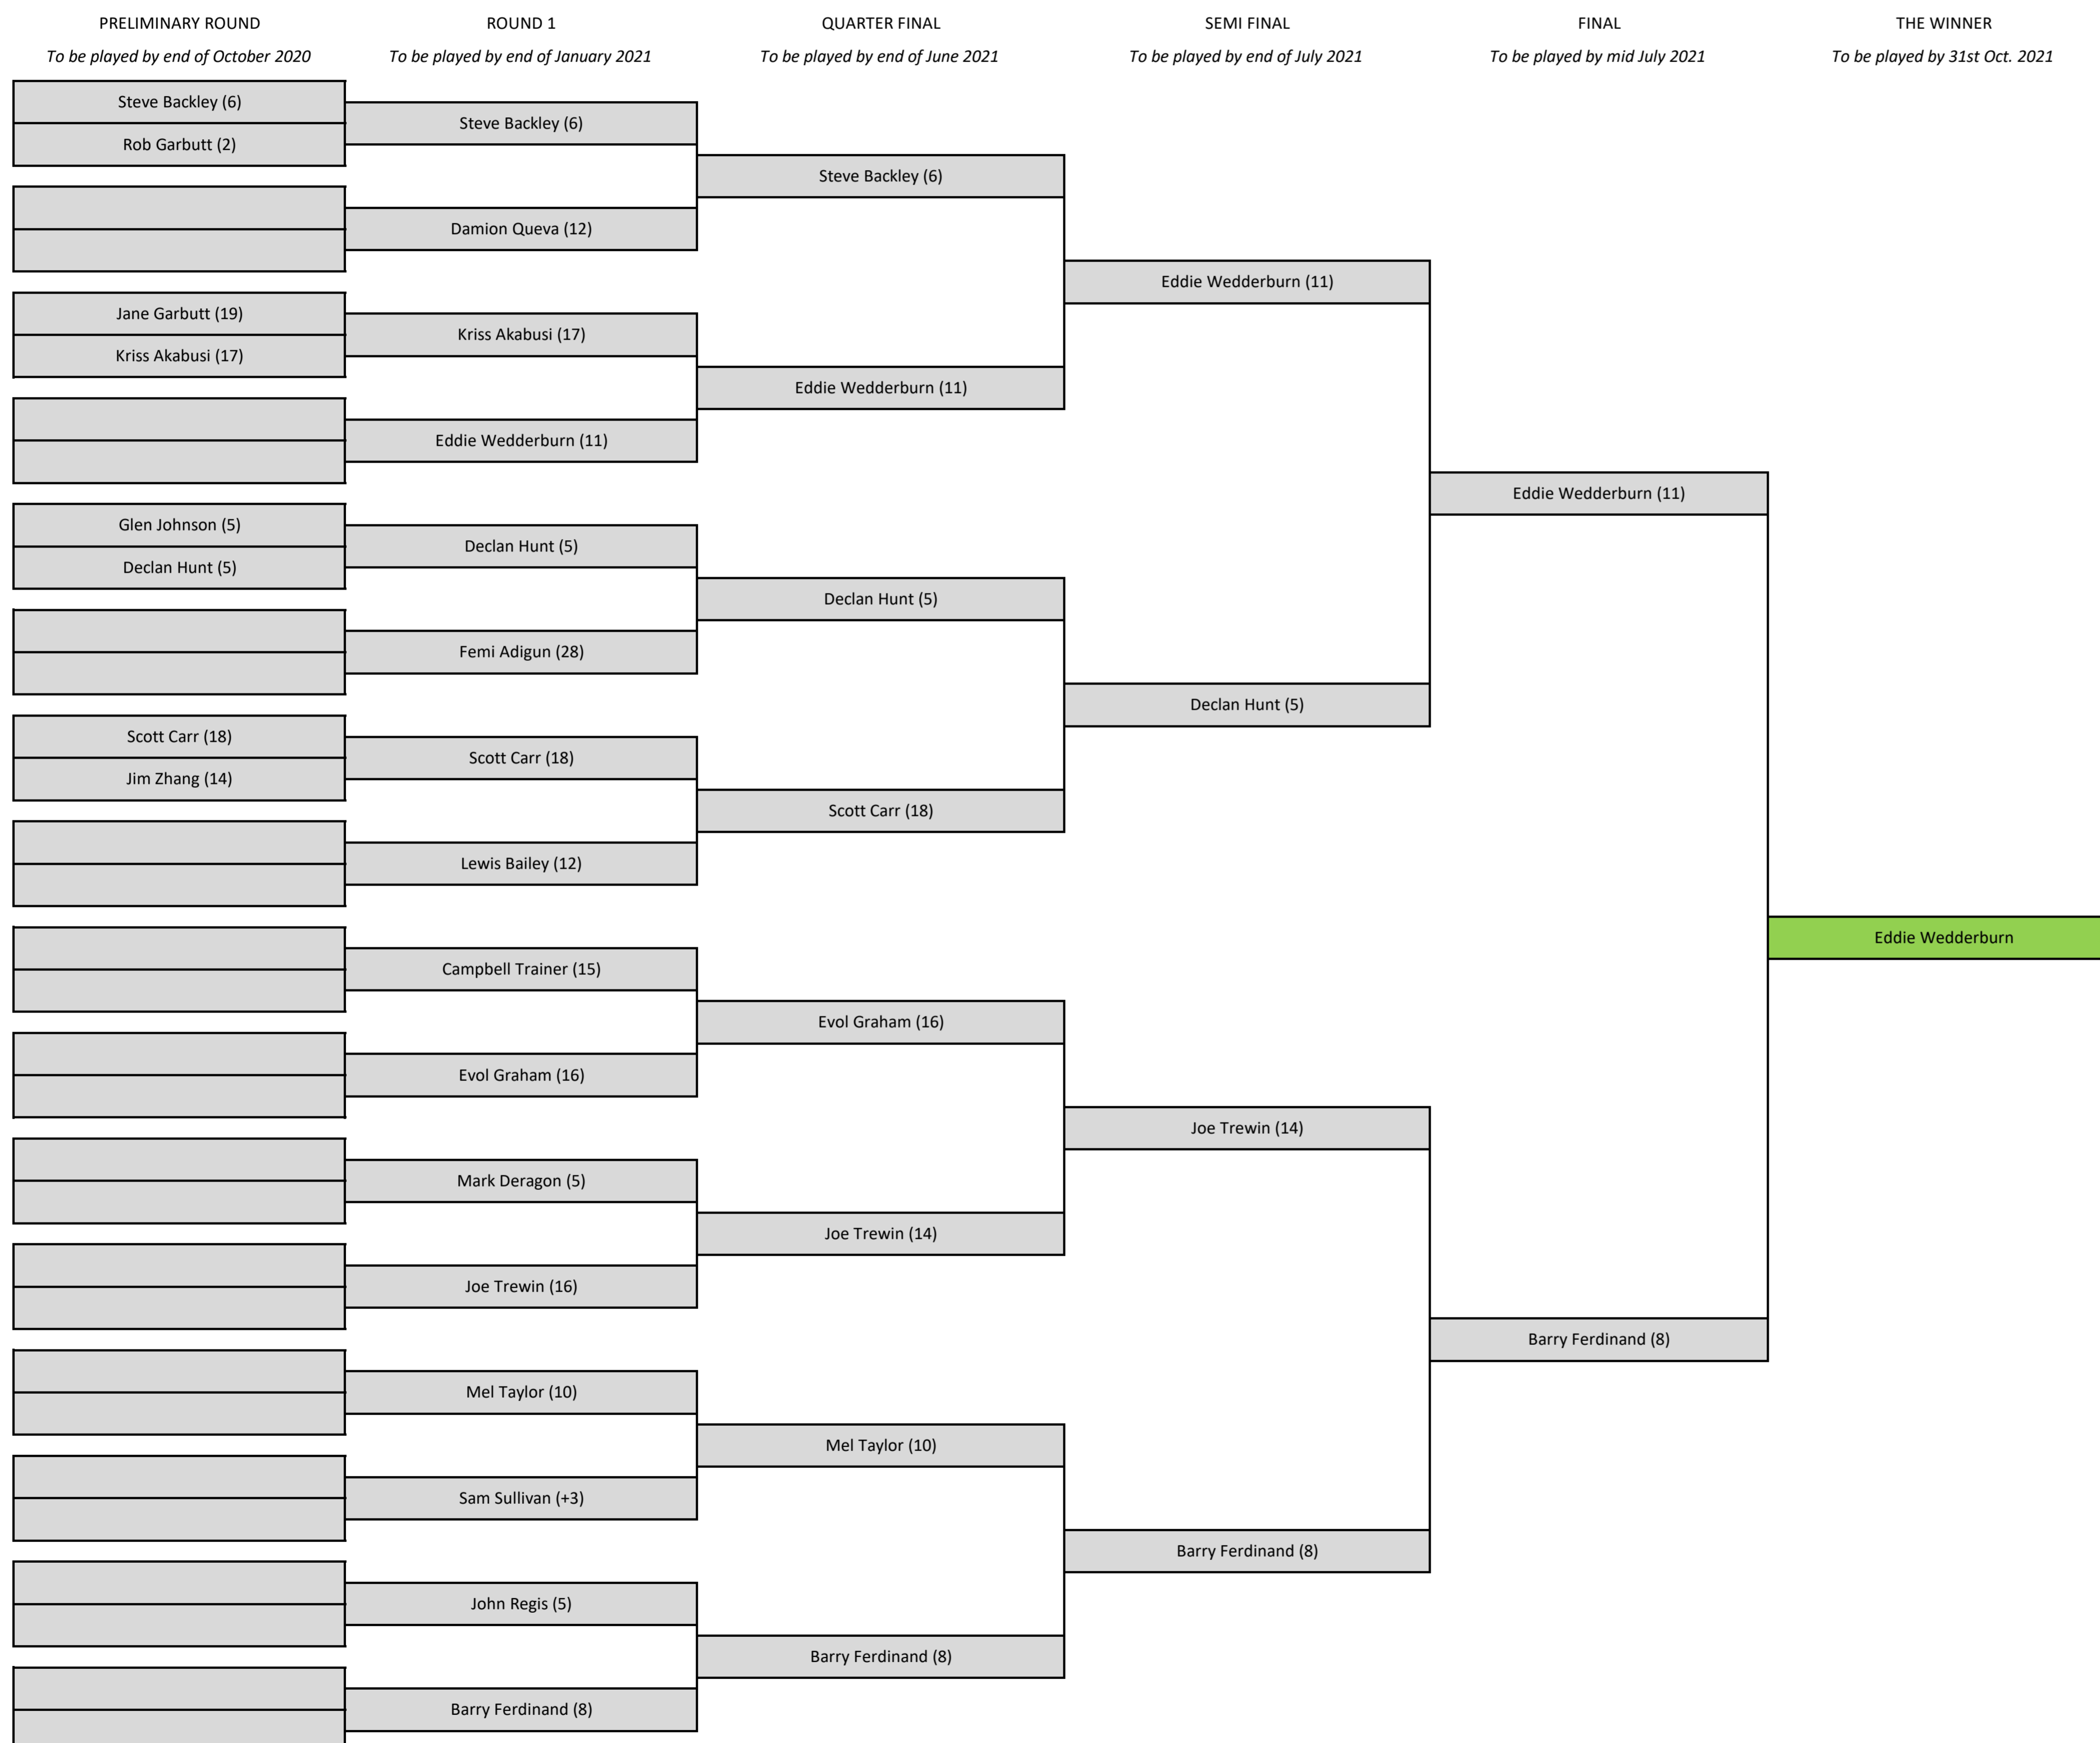 PRELIMINARY ROUND
To be played by end of October 2020
Steve Backley (6)
Rob Garbutt (2)
Jane Garbutt (19)
Kriss Akabusi (17)
Glen Johnson (5)
Declan Hunt (5)
Scott Carr (18)
Jim Zhang (14)
ROUND 1
To be played by end of January 2021
Steve Backley (6)
Damion Queva (12)
Kriss Akabusi (17)
Eddie Wedderburn (11)
Declan Hunt (5)
Femi Adigun (28)
Scott Carr (18)
Lewis Bailey (12)
Campbell Trainer (15)
Evol Graham (16)
Mark Deragon (5)
Joe Trewin (16)
Mel Taylor (10)
Sam Sullivan (+3)
John Regis (5)
Barry Ferdinand (8)
QUARTER FINAL
To be played by end of June 2021
Steve Backley (6)
Eddie Wedderburn (11)
Declan Hunt (5)
Scott Carr (18)
Evol Graham (16)
Joe Trewin (14)
Mel Taylor (10)
Barry Ferdinand (8)
SEMI FINAL
To be played by end of July 2021
Eddie Wedderburn (11)
Declan Hunt (5)
Joe Trewin (14)
Barry Ferdinand (8)
FINAL
To be played by mid July 2021
Eddie Wedderburn (11)
Barry Ferdinand (8)
THE WINNER
To be played by 31st Oct. 2021
Eddie Wedderburn